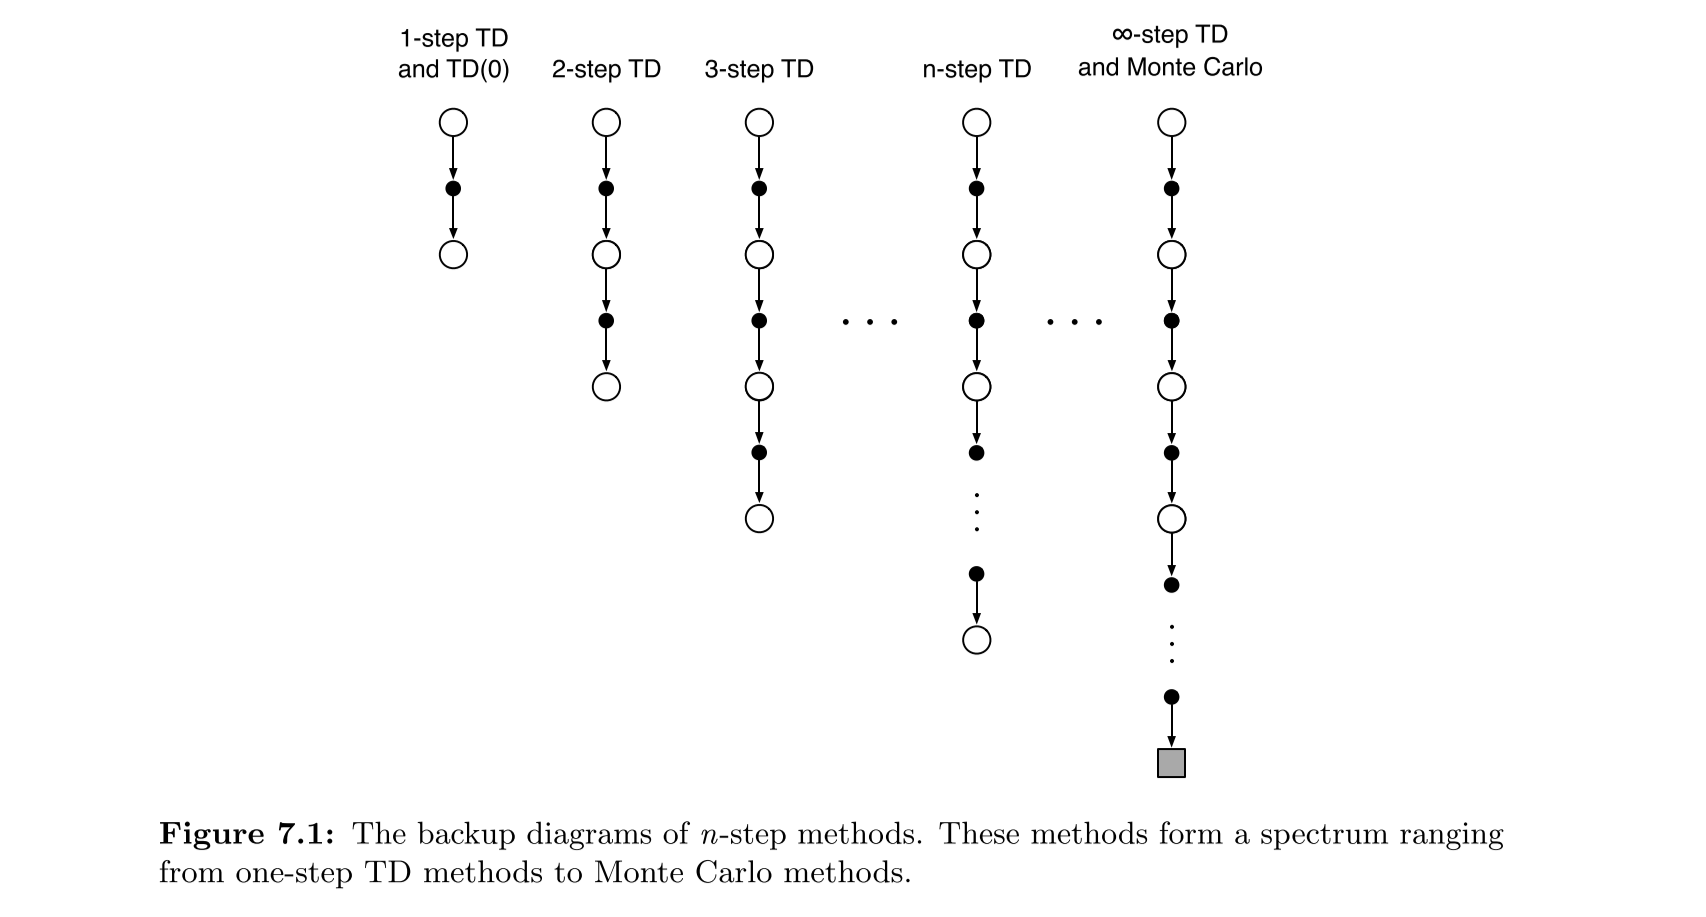 1-step TD
and TD(0)
2-step TD
3-step TD
n-step TD
∞-step TD
and Monte Carlo
· · ·
· · ·
Figure 7.1: The backup diagrams of n-step methods. These methods form a spectrum ranging
from one-step TD methods to Monte Carlo methods.